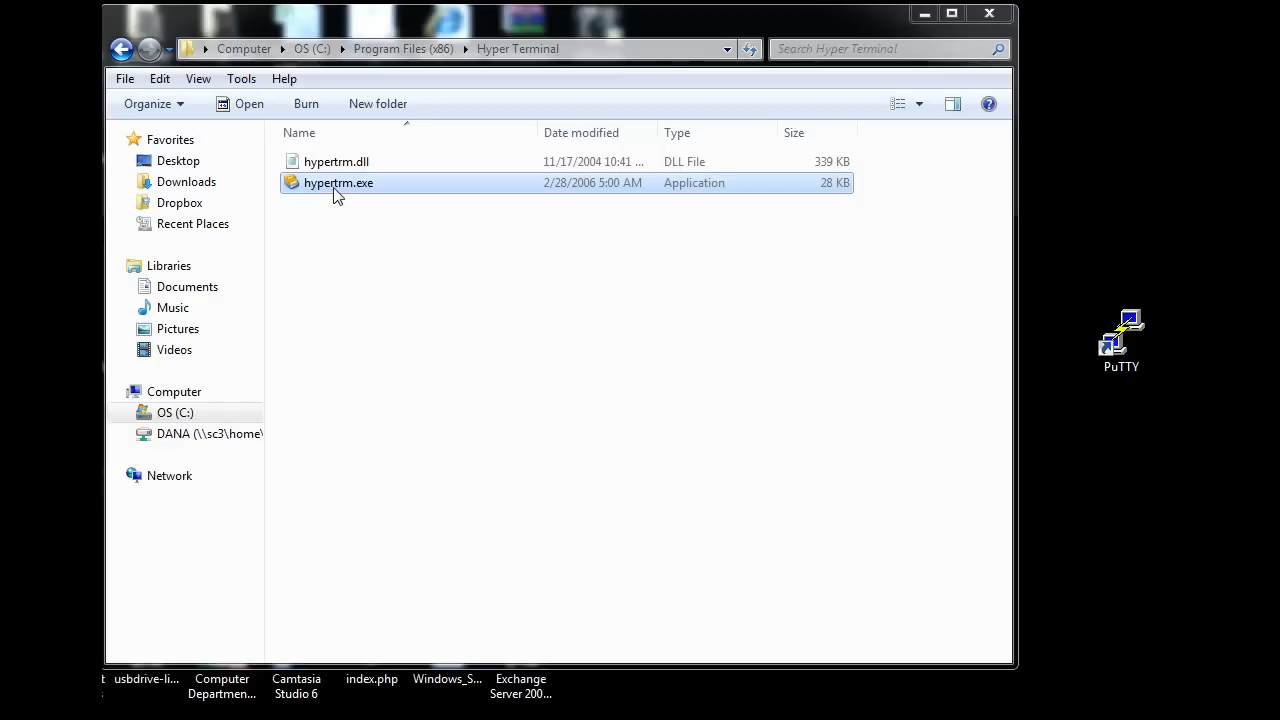 Computer
OS (C:)
Program Files (x86)
Hyper Terminal
Search Hyper Terminal
File Edit View Tools Help
Organize
Open
Burn
New folder
Name
Date modified
Type
Size
hypertrm.dll 11/17/2004 10:41 ... DLL File 339 KB
hypertrm.exe 2/28/2006 5:00 AM Application 28 KB
Favorites
Desktop
Downloads
Dropbox
Recent Places
Libraries
Documents
Music
Pictures
Videos
Computer
OS (C:)
DANA (\\sc3\home\
Network
PuTTY
usbdrive-li...
Computer
Departmen...
Camtasia
Studio 6
index.php
Windows_S...
Exchange
Server 200...